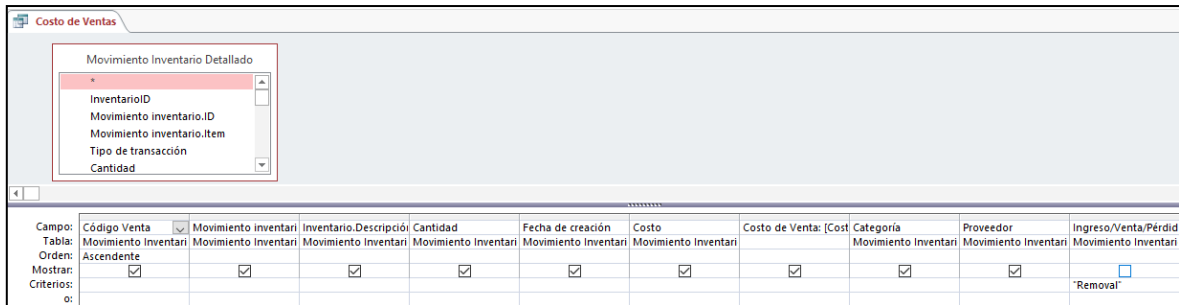 Costo de Ventas
Movimiento Inventario Detallado
*
InventarioID
Movimiento inventario.ID
Movimiento inventario.Item
Tipo de transacción
Cantidad
Campo: Código Venta Movimiento inventari Inventario.Descripció Cantidad Fecha de creación Costo Costo de Venta: [Cost Categoría Proveedor Ingreso/Venta/Pérdid
Tabla: Movimiento Inventari Movimiento Inventari Movimiento Inventari Movimiento Inventari Movimiento Inventari Movimiento Inventari Movimiento Inventari Movimiento Inventari Movimiento Inventari
Orden: Ascendente
Mostrar:
Criterios: "Removal"
o: